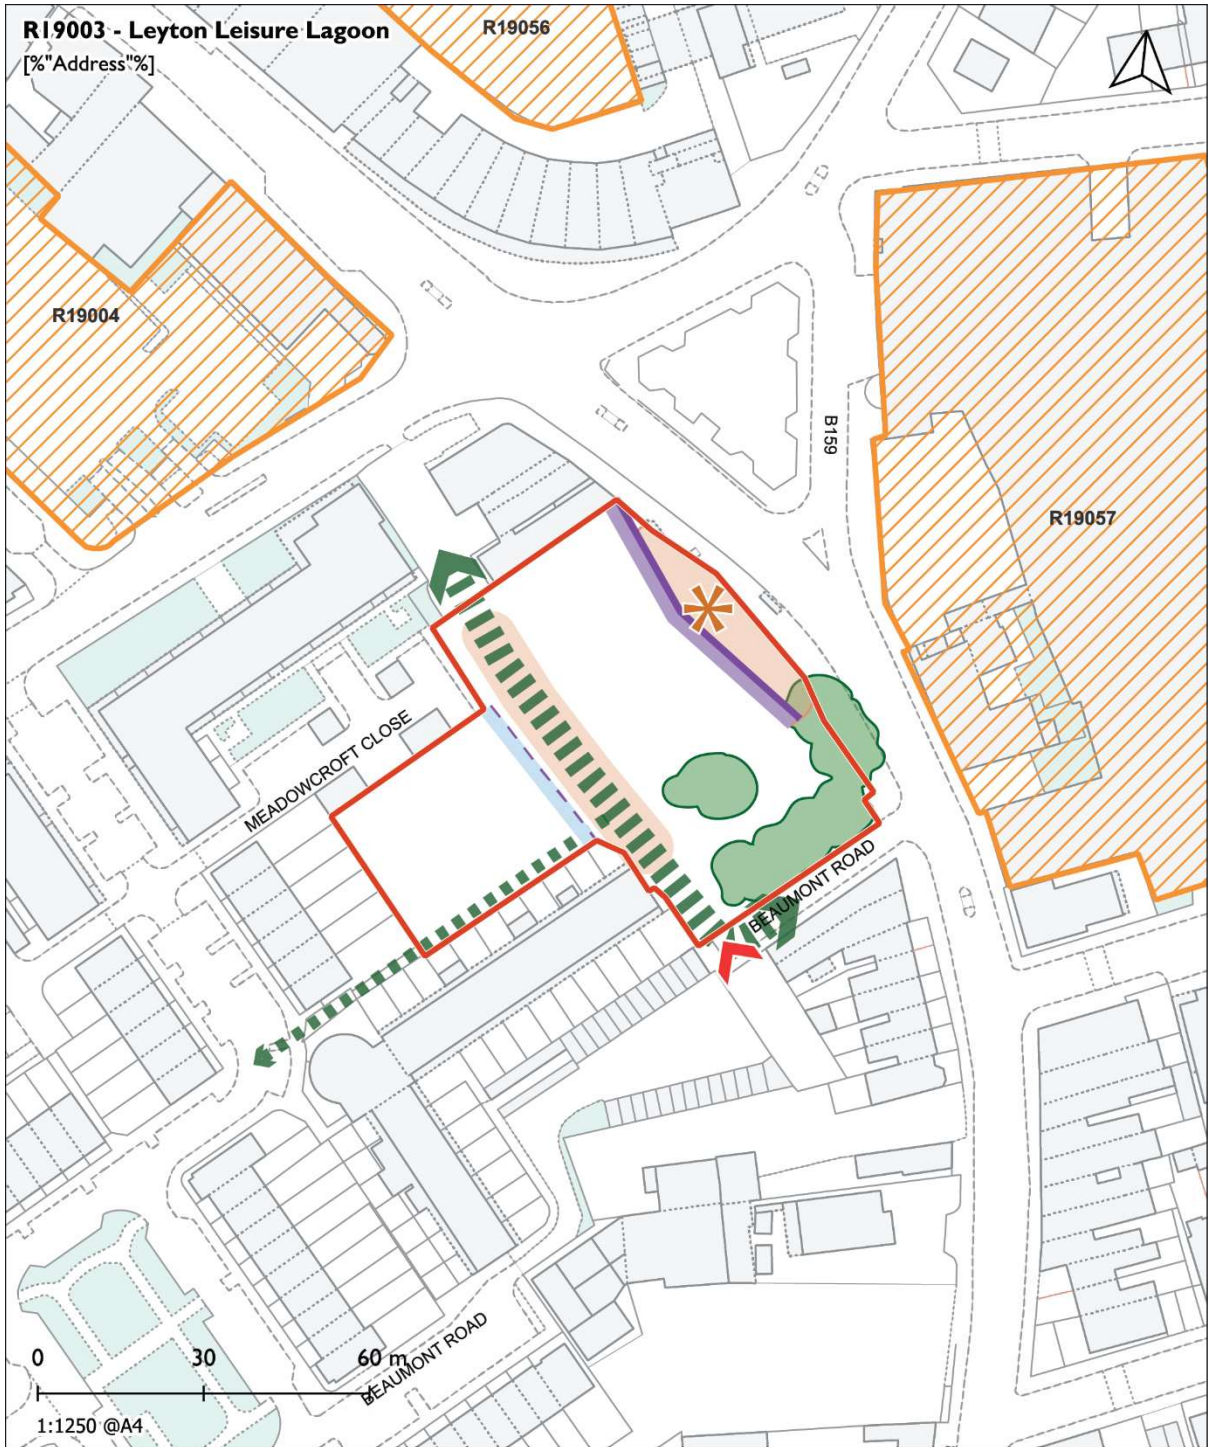 R19003 - Leyton Leisure Lagoon
[%"Address"%]
R19056
R19004
B159
R19057
MEADOWCROFT CLOSE
BEAUMONT ROAD
BEAUMONT ROAD
0 30 60 m
1:1250 @A4